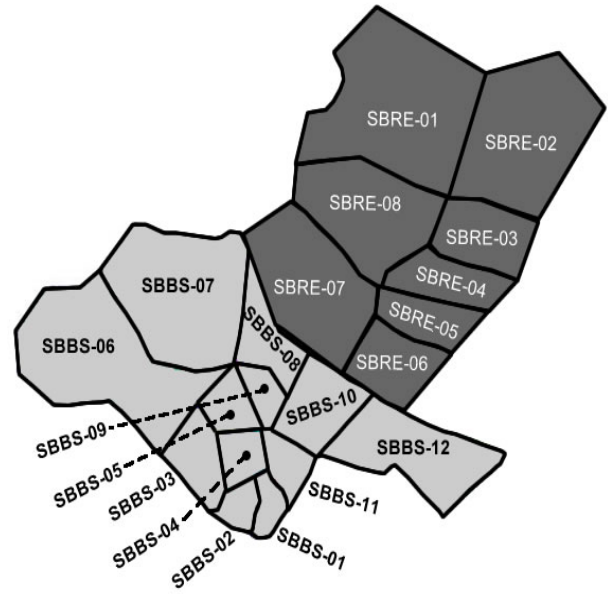 SBRE-01
SBRE-02
SBRE-08
SBRE-03
SBRE-04
SBRE-07
SBBS-07
SBRE-05
SBBS-08
SBBS-06
SBRE-06
SBBS-10
SBBS-09
SBBS-12
SBBS-05
SBBS-03
SBBS-11
SBBS-04
SBBS-02
SBBS-01